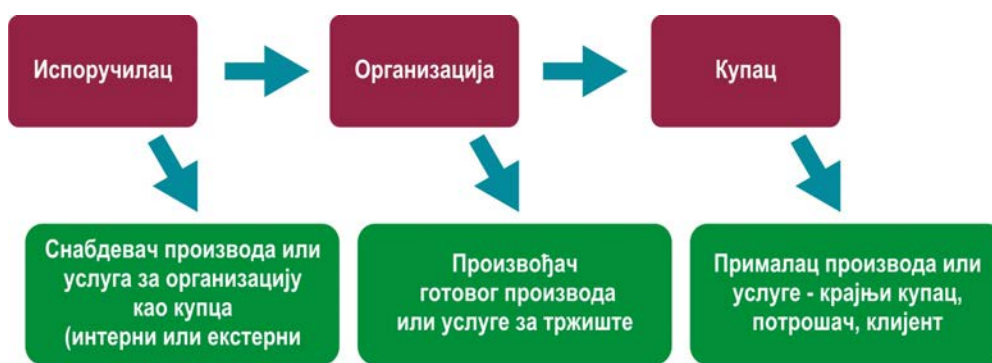 Испоручилац
Организација
Купац
Снабдевач производа или
услуга за организацију
као купца
(интерни или екстерни
Произвођач
готовог производа
или услуге за тржиште
Прималац производа или
услуге - крајњи купац,
потрошач, клијент